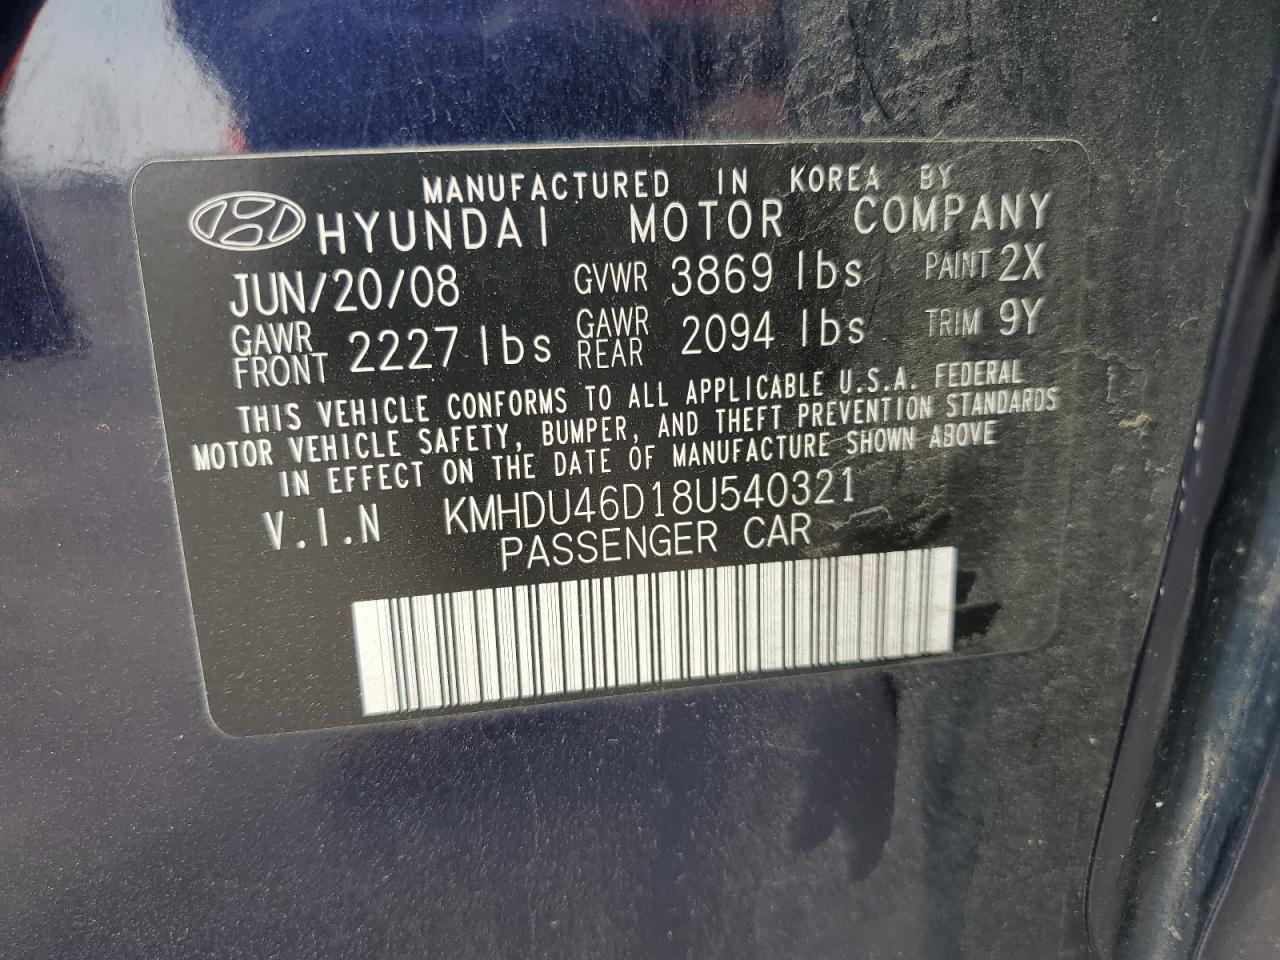 MANUFACTURED IN KOREA BY
HYUNDAI MOTOR COMPANY
JUN/20/08 GVWR 3869 lbs PAINT 2X
GAWR FRONT 2227 lbs GAWR REAR 2094 lbs TRIM 9Y
THIS VEHICLE CONFORMS TO ALL APPLICABLE U.S.A. FEDERAL
MOTOR VEHICLE SAFETY, BUMPER, AND THEFT PREVENTION STANDARDS
IN EFFECT ON THE DATE OF MANUFACTURE SHOWN ABOVE
V.I.N KMHDU46D18U540321
PASSENGER CAR